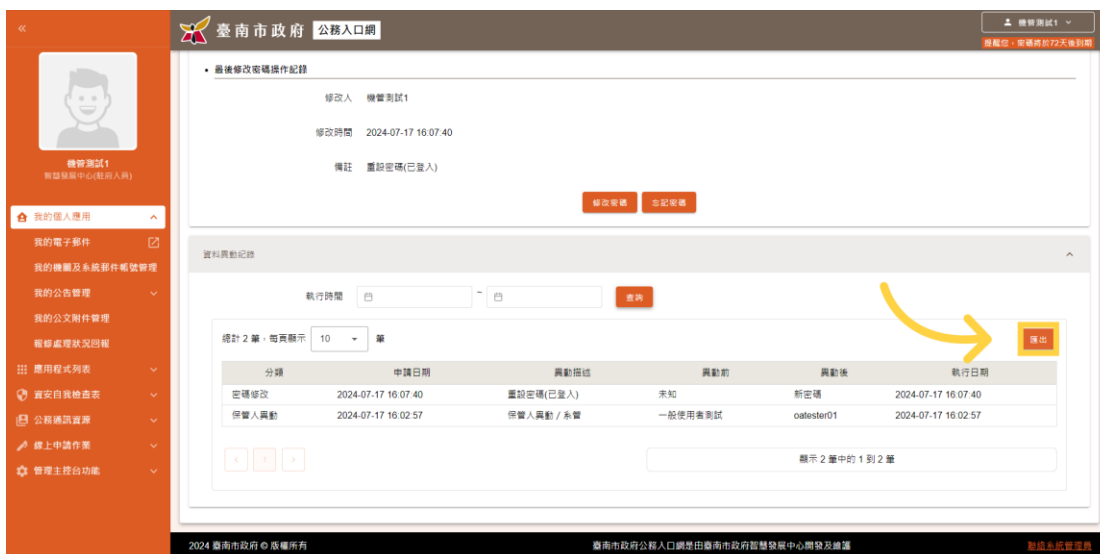 «
臺南市政府 公務入口網
機管測試1
提醒您，密碼將於72天後到期
機管測試1
智慧發展中心(駐府人員)
我的個人應用
我的電子郵件
我的機關及系統郵件帳號管理
我的公告管理
我的公文附件管理
報修處理狀況回報
應用程式列表
資安自我檢查表
公務通訊資源
線上申請作業
管理主控台功能
• 最後修改密碼操作記錄
修改人 機管測試1
修改時間 2024-07-17 16:07:40
備註 重設密碼(已登入)
修改密碼 忘記密碼
資料異動紀錄
執行時間 ~ 查詢
總計 2 筆，每頁顯示 10 筆
匯出
分類 申請日期 異動描述 異動前 異動後 執行日期
密碼修改 2024-07-17 16:07:40 重設密碼(已登入) 未知 新密碼 2024-07-17 16:07:40
保管人異動 2024-07-17 16:02:57 保管人異動 / 系管 一般使用者測試 oatester01 2024-07-17 16:02:57
‹ 1 ›
顯示 2 筆中的 1 到 2 筆
2024 臺南市政府 © 版權所有
臺南市政府公務入口網是由臺南市政府智慧發展中心開發及維護
聯絡系統管理員